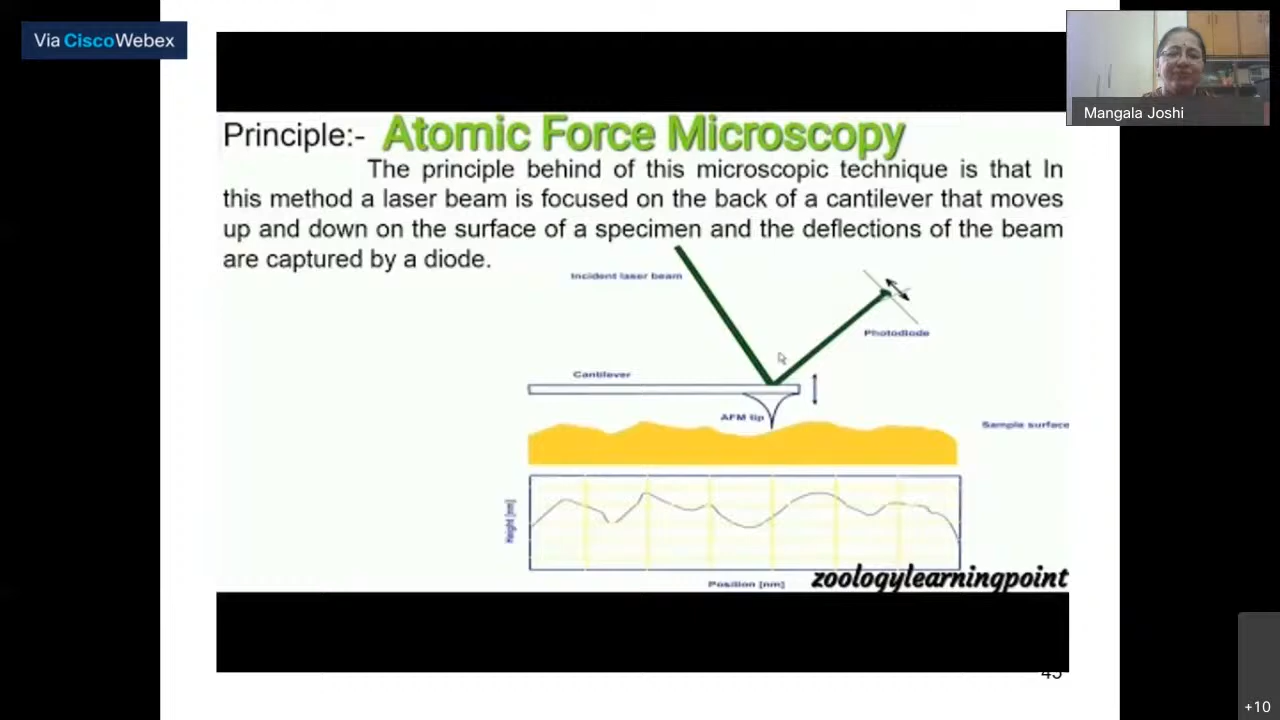 Via CiscoWebex
Mangala Joshi
Principle:- Atomic Force Microscopy
The principle behind of this microscopic technique is that In
this method a laser beam is focused on the back of a cantilever that moves
up and down on the surface of a specimen and the deflections of the beam
are captured by a diode.
Incident laser beam
Photodiode
Cantilever
AFM tip
Sample surface
Height [nm]
Position [nm]
zoologylearningpoint
+10